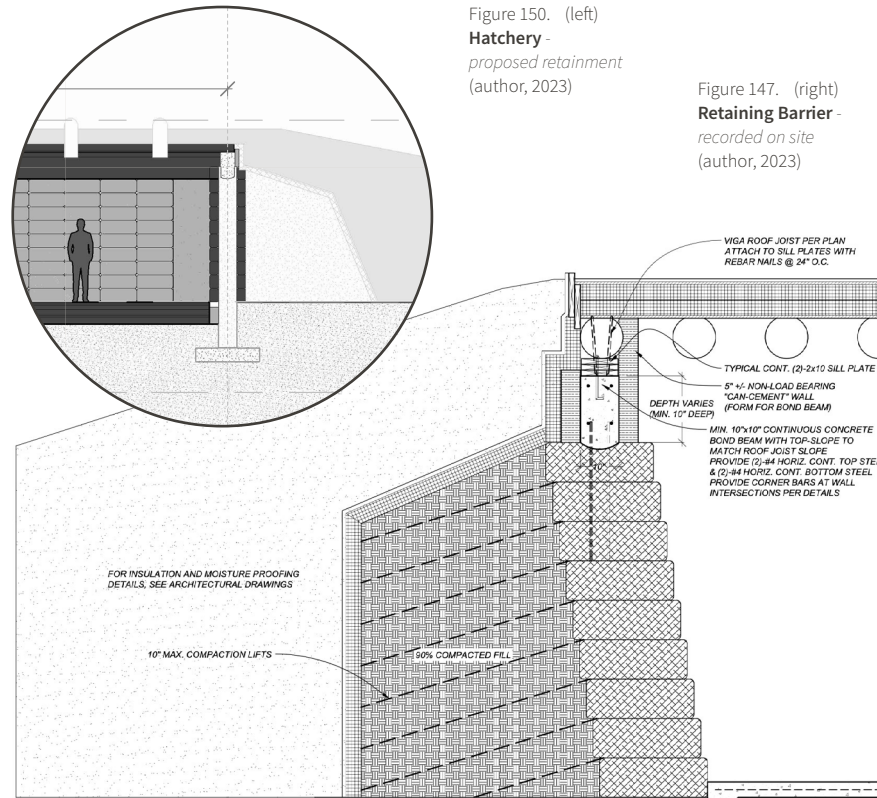 Figure 150. (left)
Hatchery -
proposed retainment
(author, 2023)
Figure 147. (right)
Retaining Barrier -
recorded on site
(author, 2023)
VIGA ROOF JOIST PER PLAN
ATTACH TO SILL PLATES WITH
REBAR NAILS @ 24" O.C.
TYPICAL CONT. (2)-2x10 SILL PLATE
5" +/- NON-LOAD BEARING
"CAN-CEMENT" WALL
(FORM FOR BOND BEAM)
DEPTH VARIES
(MIN. 10" DEEP)
MIN. 10"x10" CONTINUOUS CONCRETE
BOND BEAM WITH TOP-SLOPE TO
MATCH ROOF JOIST SLOPE
PROVIDE (2)-#4 HORIZ. CONT. TOP STE
& (2)-#4 HORIZ. CONT. BOTTOM STEEL
PROVIDE CORNER BARS AT WALL
INTERSECTIONS PER DETAILS
10"
FOR INSULATION AND MOISTURE PROOFING
DETAILS, SEE ARCHITECTURAL DRAWINGS
10" MAX. COMPACTION LIFTS
90% COMPACTED FILL